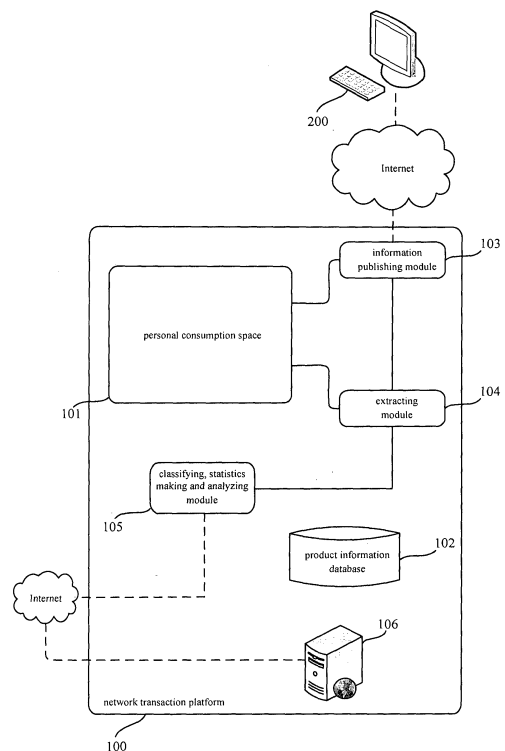 200
Internet
information
publishing module
103
personal consumption space
101
extracting
module
104
classifying, statistics
making and analyzing
module
105
product information
database
102
Internet
106
network transaction platform
100